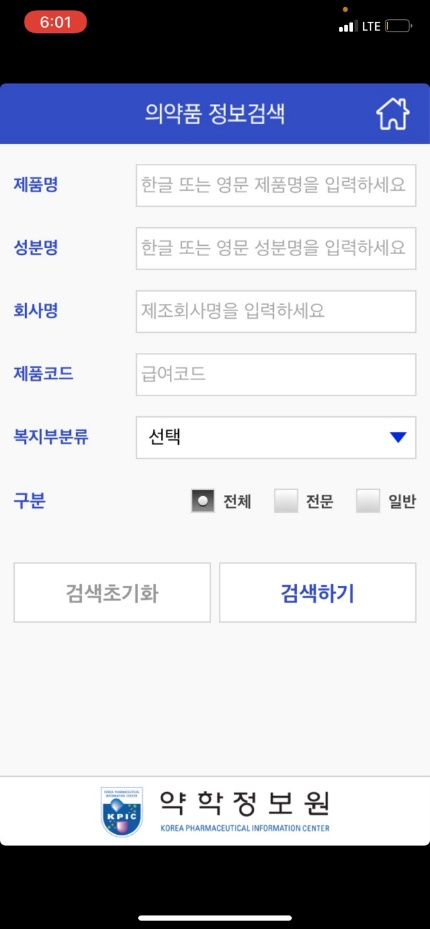 6:01
LTE
의약품 정보검색
제품명
한글 또는 영문 제품명을 입력하세요
성분명
한글 또는 영문 성분명을 입력하세요
회사명
제조회사명을 입력하세요
제품코드
급여코드
복지부분류
선택
구분
전체
전문
일반
검색초기화
검색하기
KOREA PHARMACEUTICAL
INFORMATION CENTER
KPIC
약학정보원
KOREA PHARMACEUTICAL INFORMATION CENTER